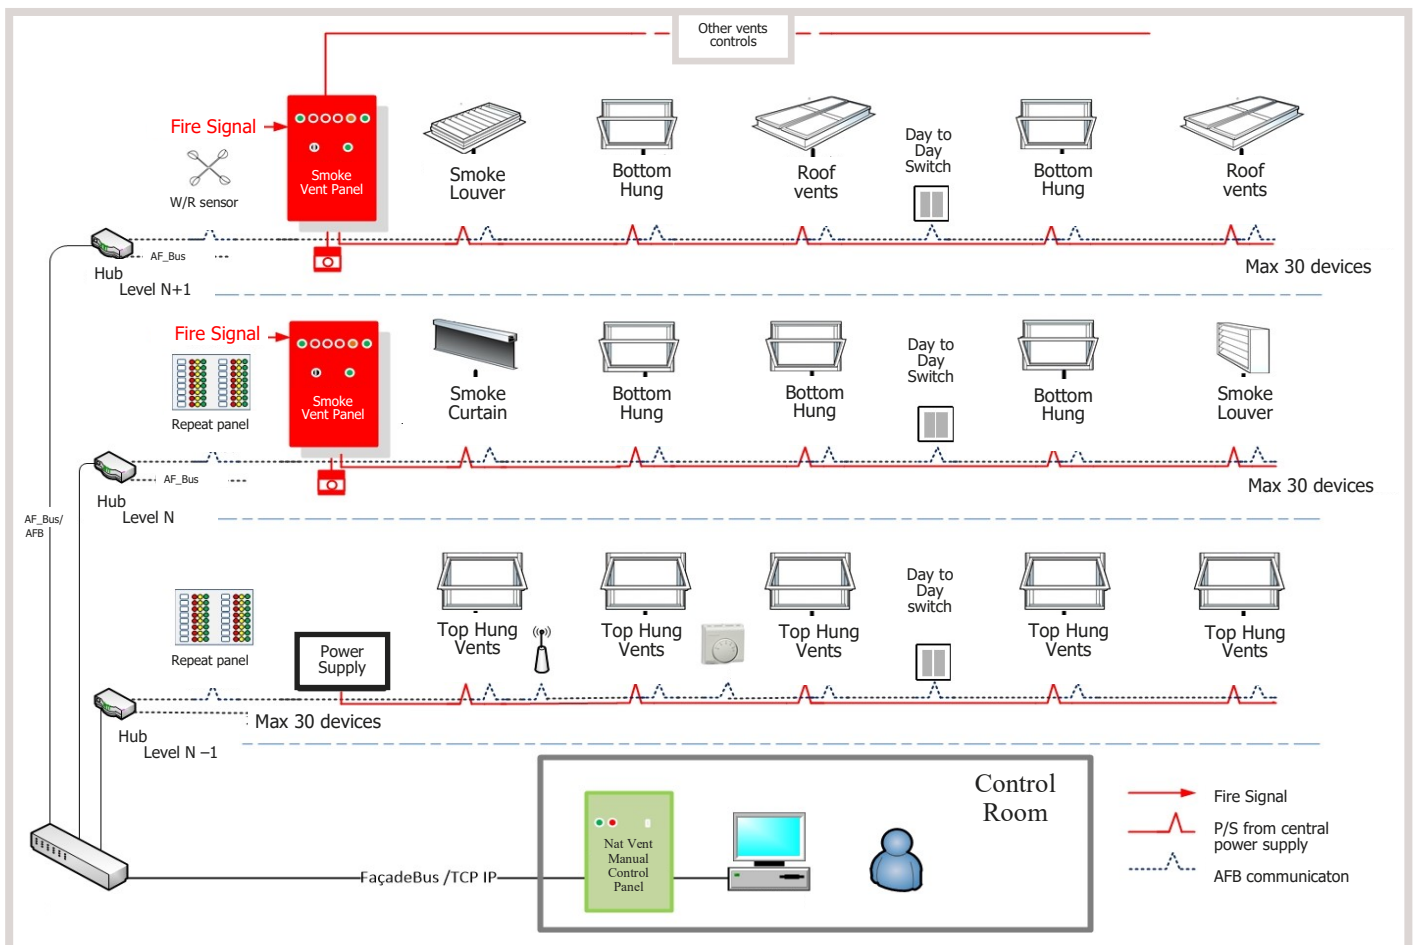 Other vents
controls
Fire Signal
W/R sensor
Smoke
Vent Panel
Smoke
Louver
Bottom
Hung
Roof
vents
Day to
Day
Switch
Bottom
Hung
Roof
vents
Hub
AF_Bus
Level N+1
Max 30 devices
Fire Signal
Repeat panel
Smoke
Vent Panel
Smoke
Curtain
Bottom
Hung
Bottom
Hung
Day to
Day
Switch
Bottom
Hung
Smoke
Louver
Hub
AF_Bus
Level N
Max 30 devices
AF_Bus/
AFB
Repeat panel
Power
Supply
Top Hung
Vents
Top Hung
Vents
Top Hung
Vents
Day to
Day
switch
Top Hung
Vents
Top Hung
Vents
Hub
Max 30 devices
Level N –1
Control
Room
Nat Vent
Manual
Control
Panel
FaçadeBus /TCP IP
Fire Signal
P/S from central
power supply
AFB communicaton